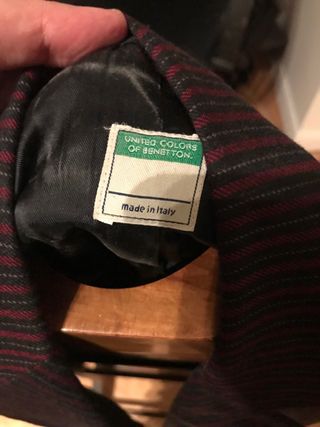 UNITED COLORS
OF BENETTON.
made in Italy